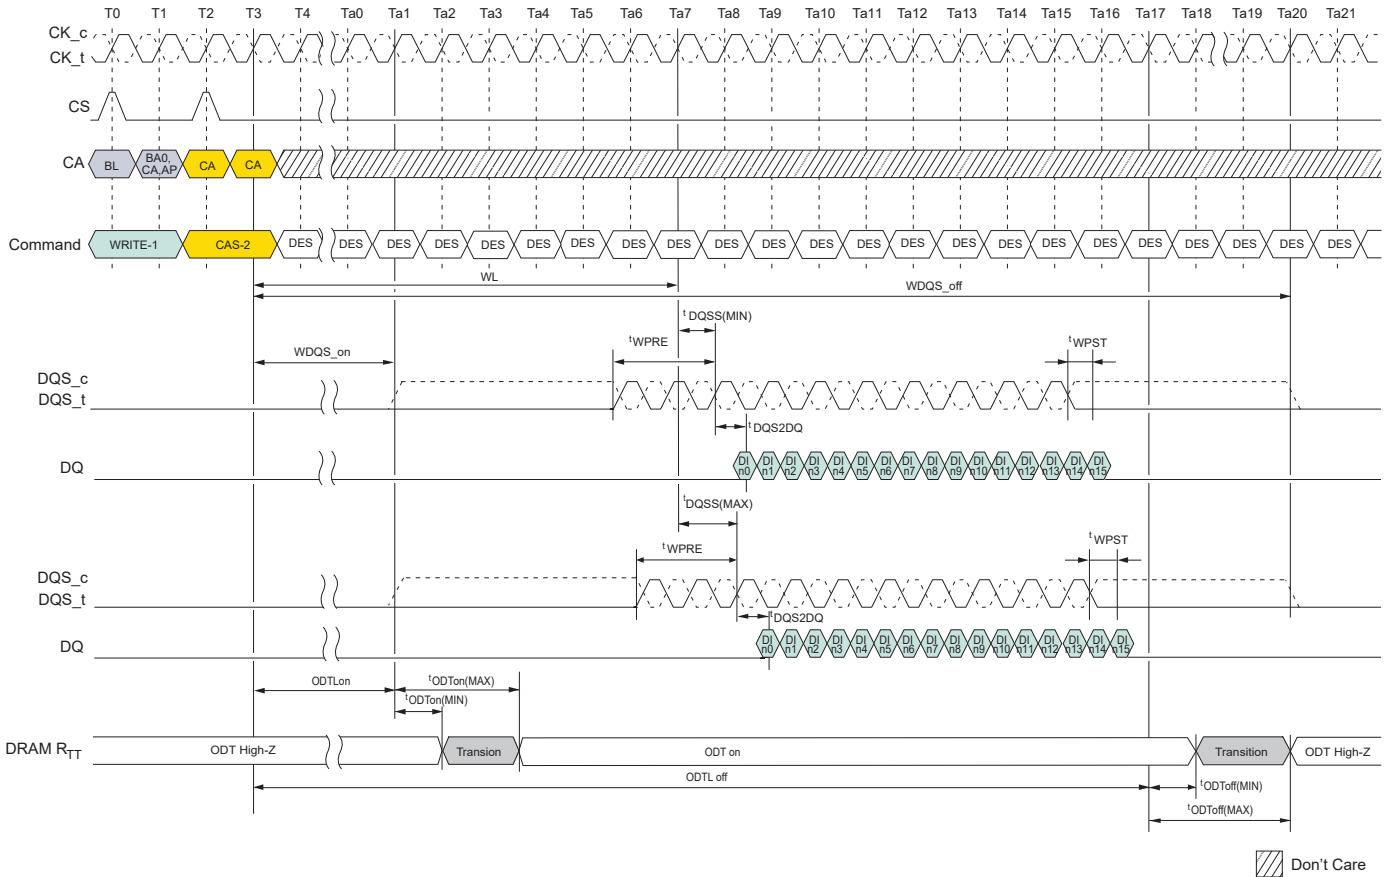 T0 T1 T2 T3 T4 Ta0 Ta1 Ta2 Ta3 Ta4 Ta5 Ta6 Ta7 Ta8 Ta9 Ta10 Ta11 Ta12 Ta13 Ta14 Ta15 Ta16 Ta17 Ta18 Ta19 Ta20 Ta21
CK_c
CK_t
CS
CA BL BA0, CA,AP CA CA
Command WRITE-1 CAS-2 DES DES DES DES DES DES DES DES DES DES DES DES DES DES DES DES DES DES DES DES DES DES DES
WL
WDQS_off
tDQSS(MIN)
WDQS_on tWPRE tWPST
DQS_c
DQS_t
tDQS2DQ
DQ DI n0 DI n1 DI n2 DI n3 DI n4 DI n5 DI n6 DI n7 DI n8 DI n9 DI n10 DI n11 DI n12 DI n13 DI n14 DI n15
tDQSS(MAX)
tWPRE tWPST
DQS_c
DQS_t
tDQS2DQ
DQ DI n0 DI n1 DI n2 DI n3 DI n4 DI n5 DI n6 DI n7 DI n8 DI n9 DI n10 DI n11 DI n12 DI n13 DI n14 DI n15
ODTLon tODTon(MAX)
tODTon(MIN)
DRAM RTT ODT High-Z Transion ODT on Transition ODT High-Z
ODTL off tODToff(MIN)
tODToff(MAX)
Don't Care